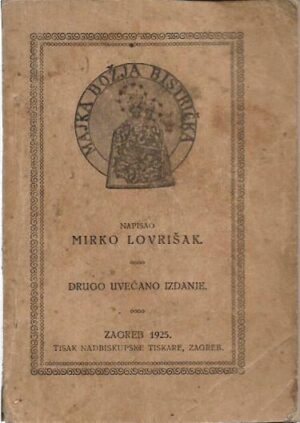 MAJKA BOŽJA BISTRIČKA
NAPISAO
MIRKO LOVRIŠAK.
DRUGO UVEĆANO IZDANJE.
ZAGREB 1925.
TISAK NADBISKUPSKE TISKARE, ZAGREB.